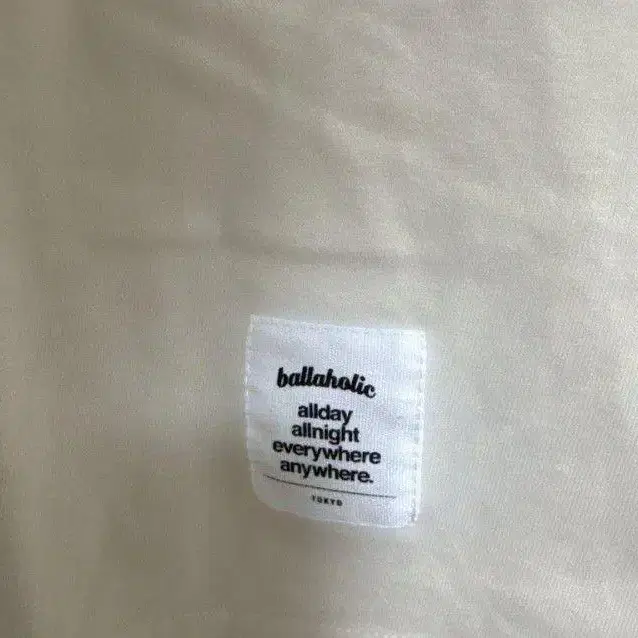 ballaholic
allday
allnight
everywhere
anywhere.
TOKYO